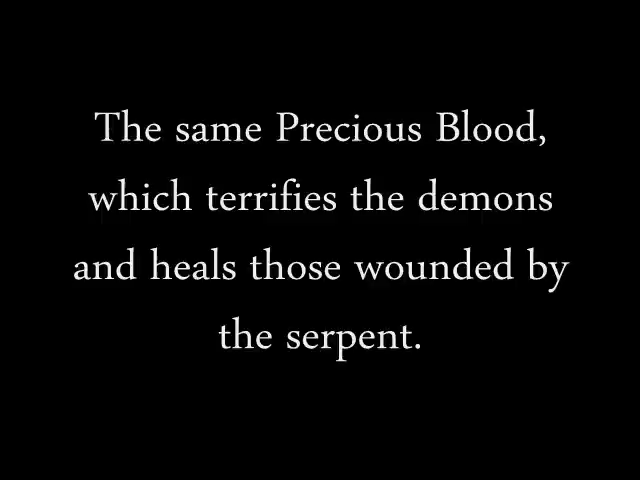 The same Precious Blood,
which terrifies the demons
and heals those wounded by
the serpent.